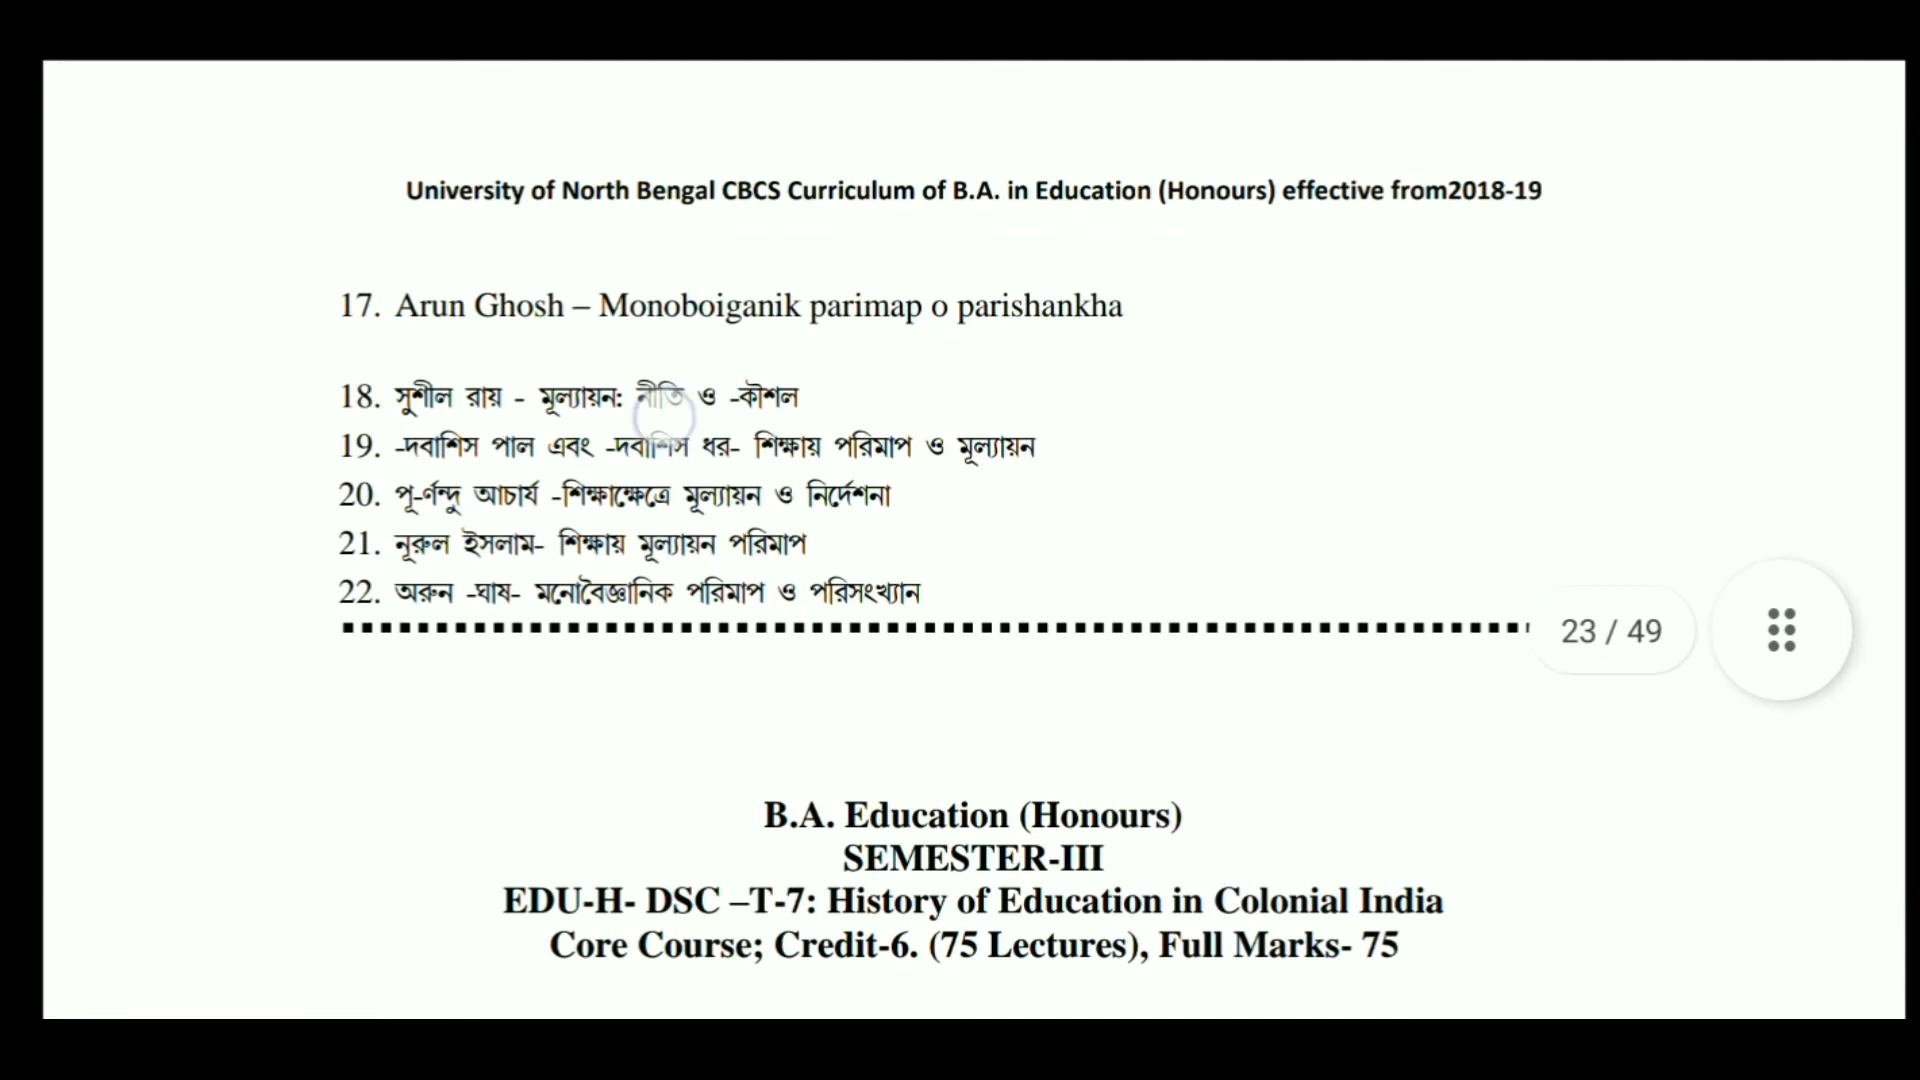 University of North Bengal CBCS Curriculum of B.A. in Education (Honours) effective from2018-19
17. Arun Ghosh – Monoboiganik parimap o parishankha
18. সুশীল রায় - মূল্যায়ন: নীতি ও -কৌশল
19. -দবাশিস পাল এবং -দবাশিস ধর- শিক্ষায় পরিমাপ ও মূল্যায়ন
20. পূ-র্ণন্দু আচার্য -শিক্ষাক্ষেত্রে মূল্যায়ন ও নির্দেশনা
21. নূরুল ইসলাম- শিক্ষায় মূল্যায়ন পরিমাপ
22. অরুন -ঘাষ- মনোবৈজ্ঞানিক পরিমাপ ও পরিসংখ্যান
23 / 49
B.A. Education (Honours)
SEMESTER-III
EDU-H- DSC –T-7: History of Education in Colonial India
Core Course; Credit-6. (75 Lectures), Full Marks- 75